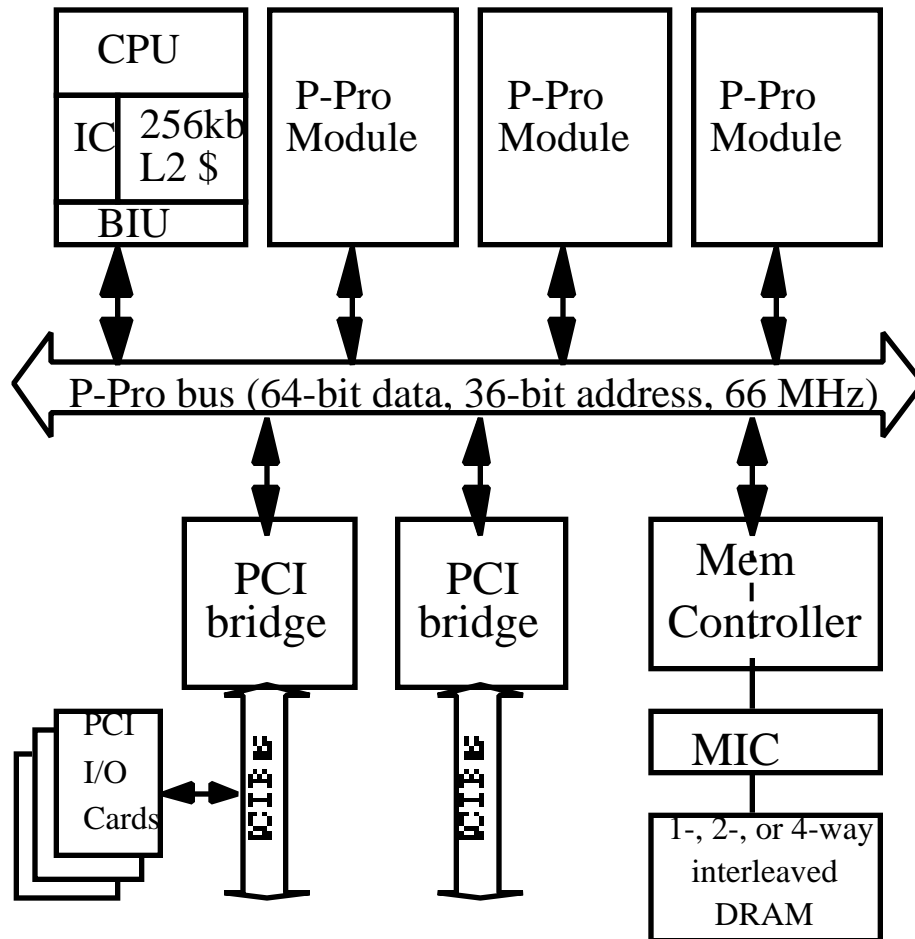 CPU
IC
256kb
L2 $
BIU
P-Pro
Module
P-Pro
Module
P-Pro
Module
P-Pro bus (64-bit data, 36-bit address, 66 MHz)
PCI
bridge
PCI
bridge
Mem
Controller
PCI
I/O
Cards
MIC
1-, 2-, or 4-way
interleaved
DRAM